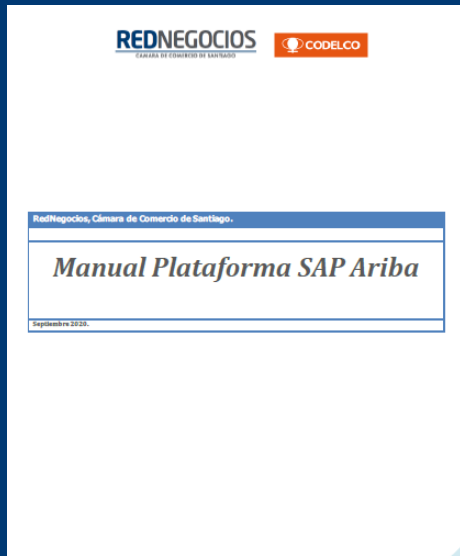 REDNEGOCIOS CODELCO
CÁMARA DE COMERCIO DE SANTIAGO
RedNegocios, Cámara de Comercio de Santiago.
Manual Plataforma SAP Ariba
Septiembre 2020.